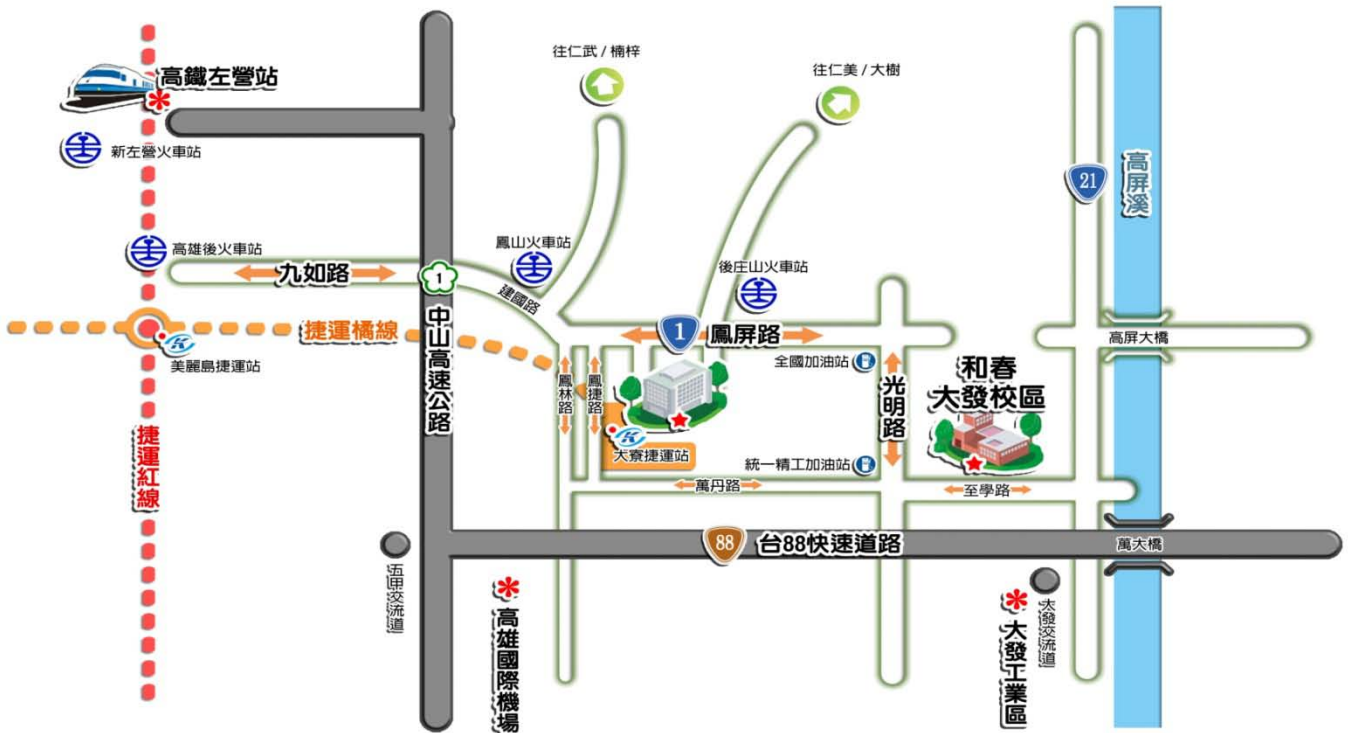 往仁武 / 楠梓
往仁美 / 大樹
高鐵左營站
新左營火車站
21
高屏溪
高雄後火車站
鳳山火車站
後庄山火車站
九如路
1
建國路
中山高速公路
捷運橘線
1
鳳屏路
高屏大橋
美麗島捷運站
全國加油站
和春
大發校區
鳳林路
鳳捷路
光明路
捷運紅線
大寮捷運站
統一精工加油站
萬丹路
至學路
88
台88快速道路
萬大橋
五甲交流道
高雄國際機場
大發工業區
大發交流道